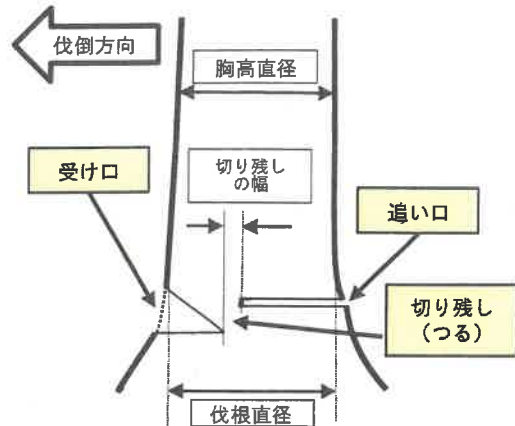 伐倒方向
胸高直径
切り残し
の幅
受け口
追い口
切り残し
（つる）
伐根直径